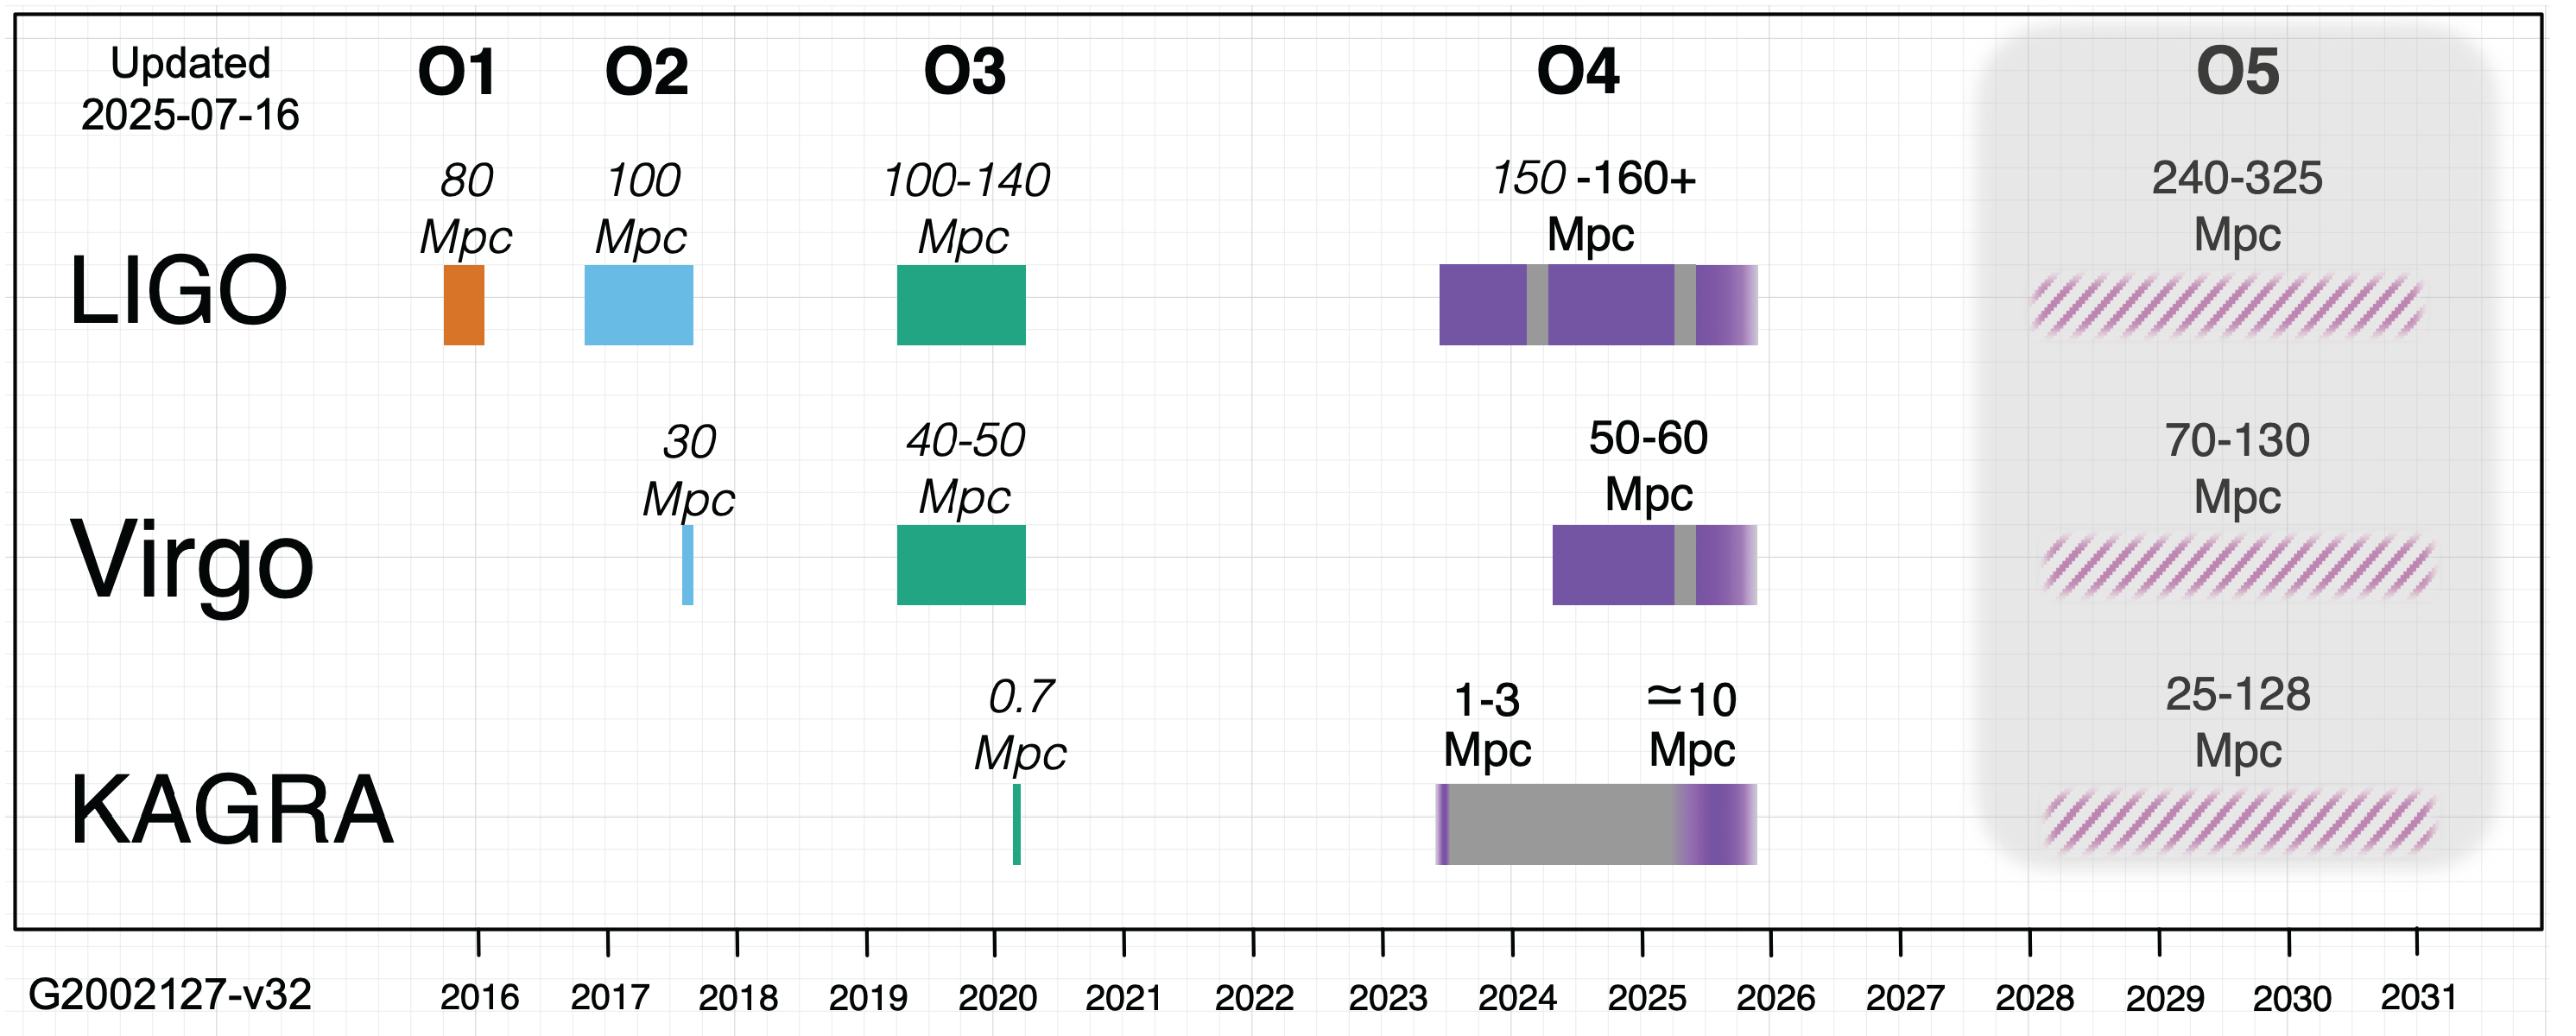 Updated
2025-07-16
O1
O2
O3
O4
O5
LIGO
80
Mpc
100
Mpc
100-140
Mpc
150 -160+
Mpc
240-325
Mpc
Virgo
30
Mpc
40-50
Mpc
50-60
Mpc
70-130
Mpc
KAGRA
0.7
Mpc
1-3
Mpc
≃10
Mpc
25-128
Mpc
G2002127-v32
2016 2017 2018 2019 2020 2021 2022 2023 2024 2025 2026 2027 2028 2029 2030 2031